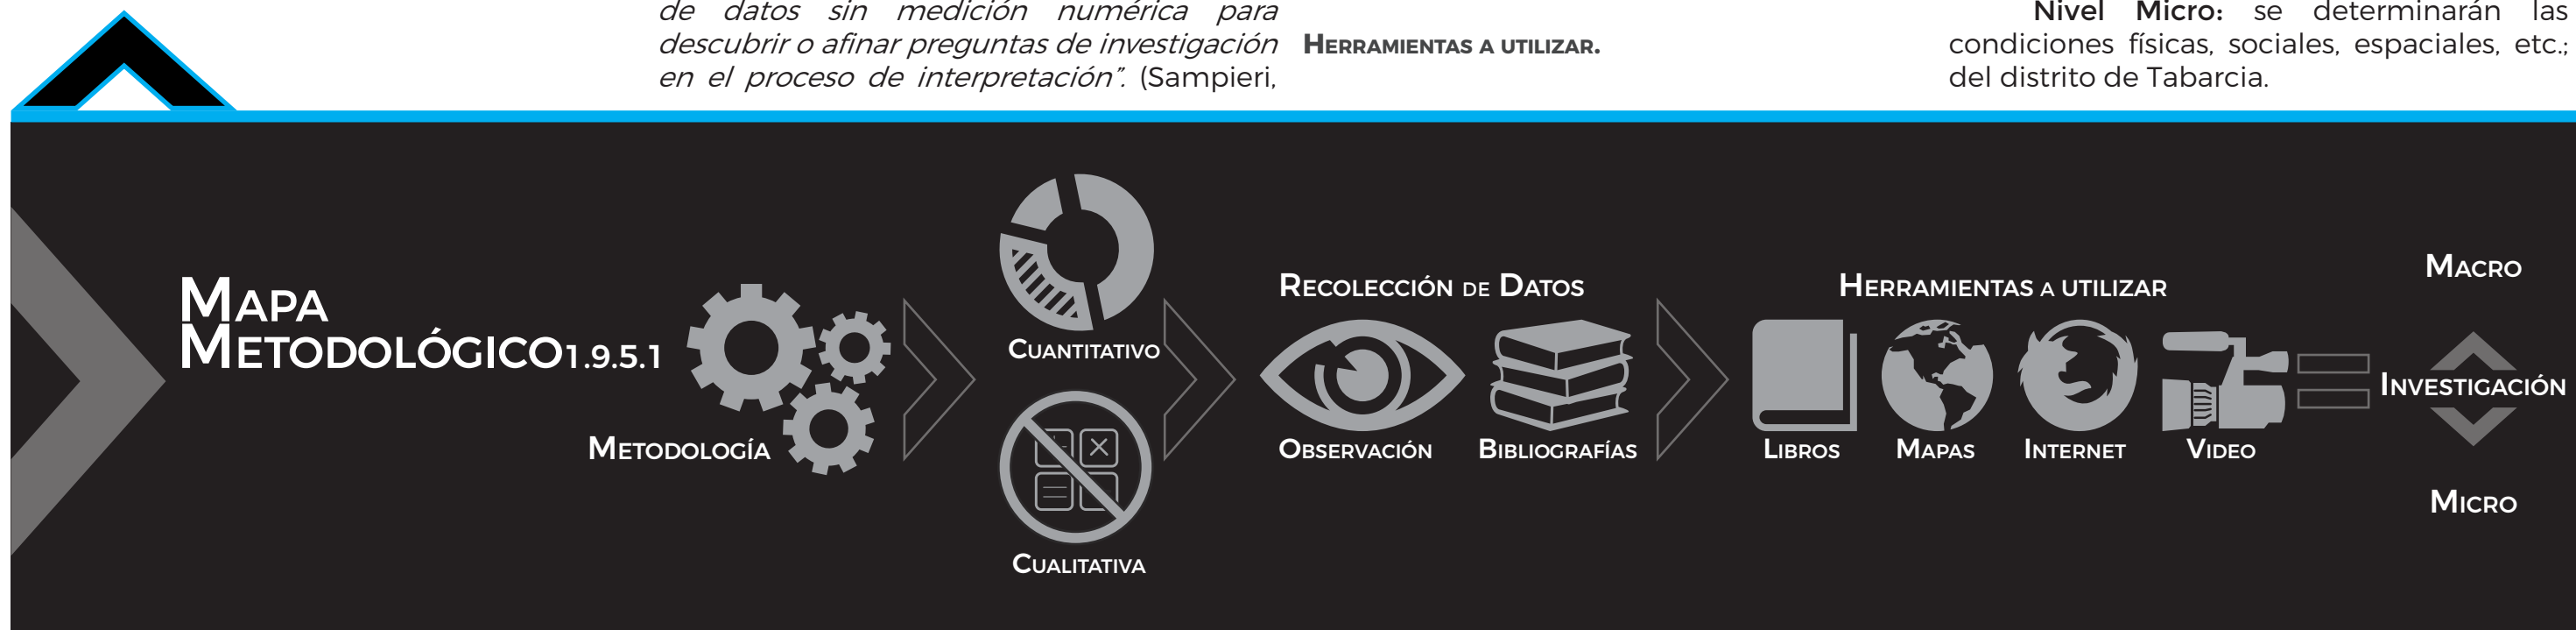 de datos sin medición numérica para
descubrir o afinar preguntas de investigación
en el proceso de interpretación”. (Sampieri,
Herramientas a utilizar.
Nivel Micro: se determinarán las
condiciones físicas, sociales, espaciales, etc.;
del distrito de Tabarcia.
Mapa
Metodológico1.9.5.1
Metodología
Cuantitativo
Cualitativa
Recolección de Datos
Observación
Bibliografías
Herramientas a utilizar
Libros
Mapas
Internet
Video
Macro
Investigación
Micro